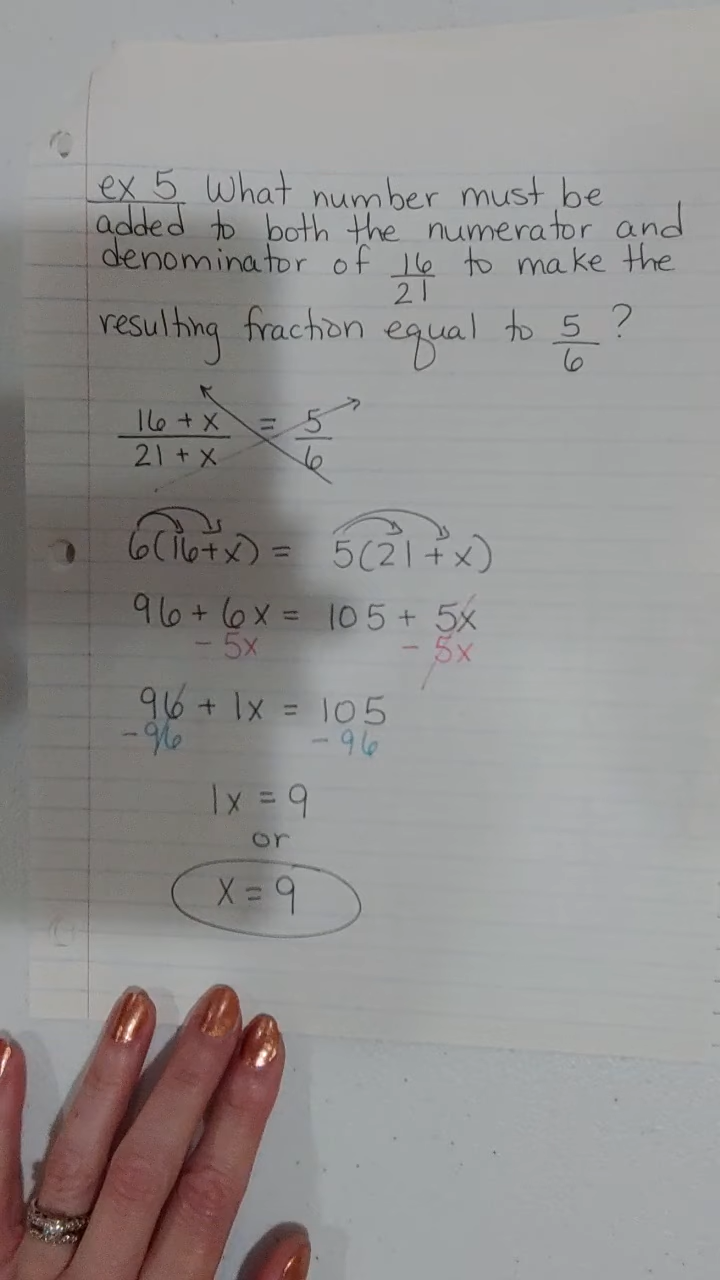 ex 5 What number must be
added to both the numerator and
denominator of 16/21 to make the
resulting fraction equal to 5/6 ?
16 + x = 5
21 + x 6
6(16+x) = 5(21+x)
96 + 6x = 105 + 5x
- 5x - 5x
96 + 1x = 105
-96 - 96
1x = 9
or
x = 9